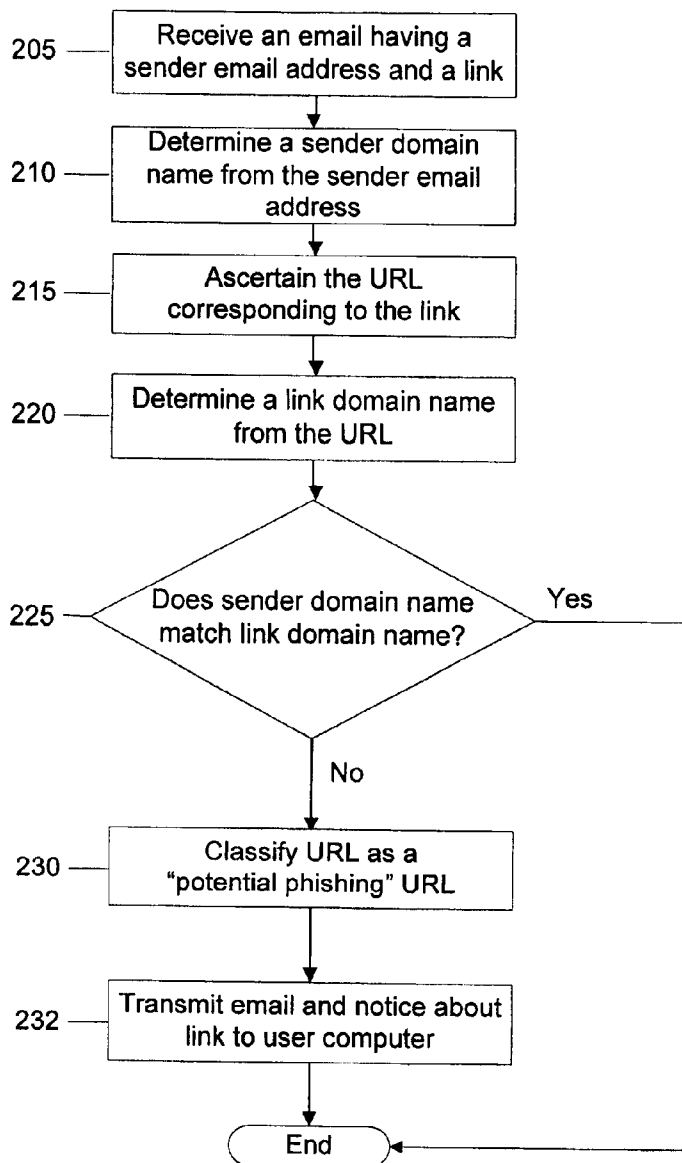 205
Receive an email having a
sender email address and a link
210
Determine a sender domain
name from the sender email
address
215
Ascertain the URL
corresponding to the link
220
Determine a link domain name
from the URL
225
Does sender domain name
match link domain name?
Yes
No
230
Classify URL as a
“potential phishing” URL
232
Transmit email and notice about
link to user computer
End